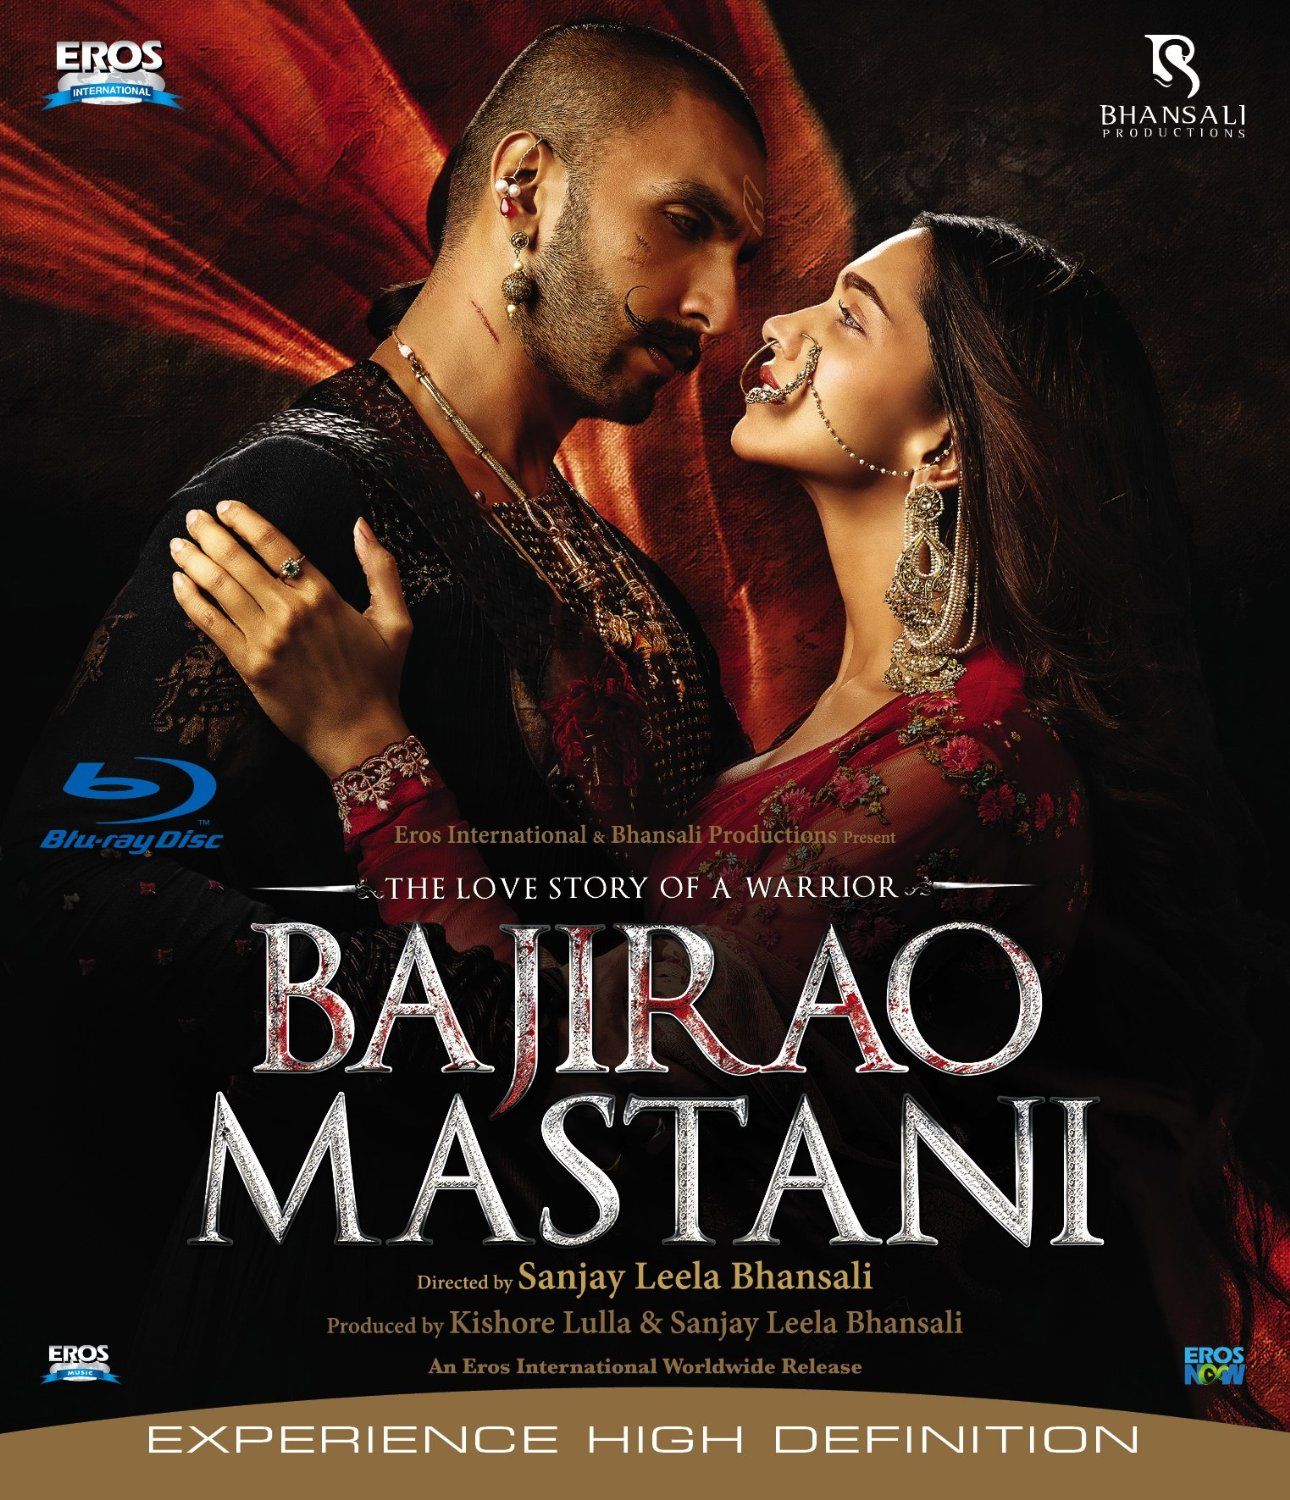 EROS
INTERNATIONAL
BHANSALI
PRODUCTIONS
Blu-ray Disc
TM
Eros International & Bhansali Productions Present
THE LOVE STORY OF A WARRIOR
BAJIRAO
MASTANI
Directed by Sanjay Leela Bhansali
Produced by Kishore Lulla & Sanjay Leela Bhansali
An Eros International Worldwide Release
EROS
MUSIC
EROS
NOW
EXPERIENCE HIGH DEFINITION